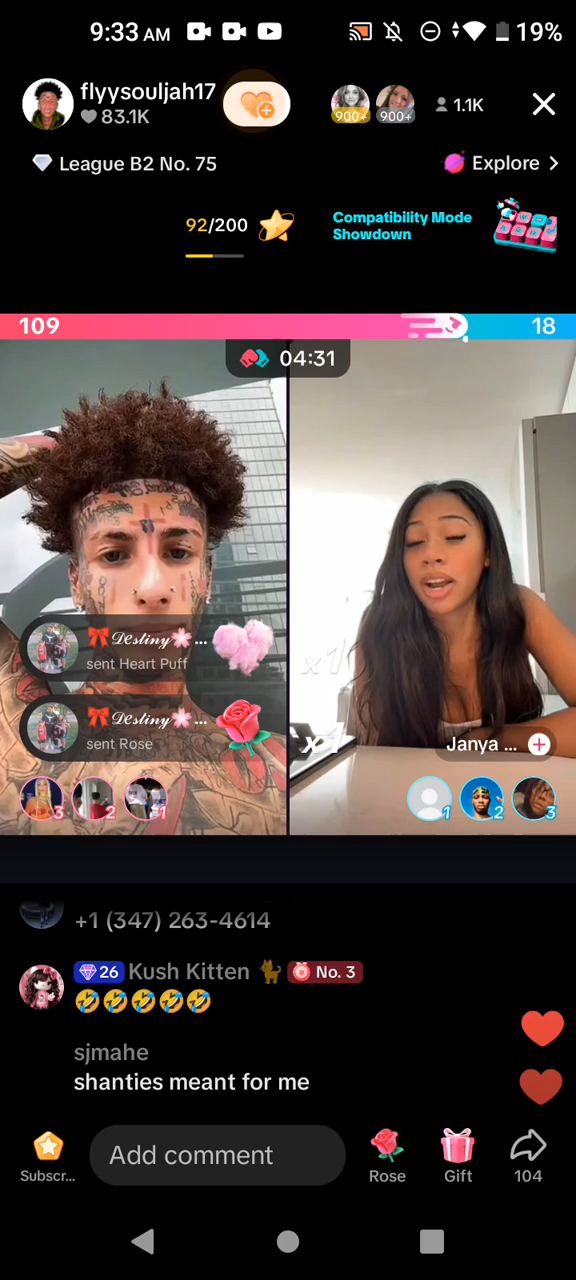 9:33 AM
19%
flyysouljah17
83.1K
900+
900+
1.1K
League B2 No. 75
Explore >
92/200
Compatibility Mode
Showdown
109
18
04:31
🎀𝒟𝑒𝓈𝓉𝒾𝓃𝓎🌸...
sent Heart Puff
x1
🎀𝒟𝑒𝓈𝓉𝒾𝓃𝓎🌸...
sent Rose
x1
Janya ...
3
2
1
1
2
3
+1 (347) 263-4614
26 Kush Kitten 🐈 No. 3
🤣🤣🤣🤣🤣
sjmahe
shanties meant for me
Subscr...
Add comment
Rose
Gift
104